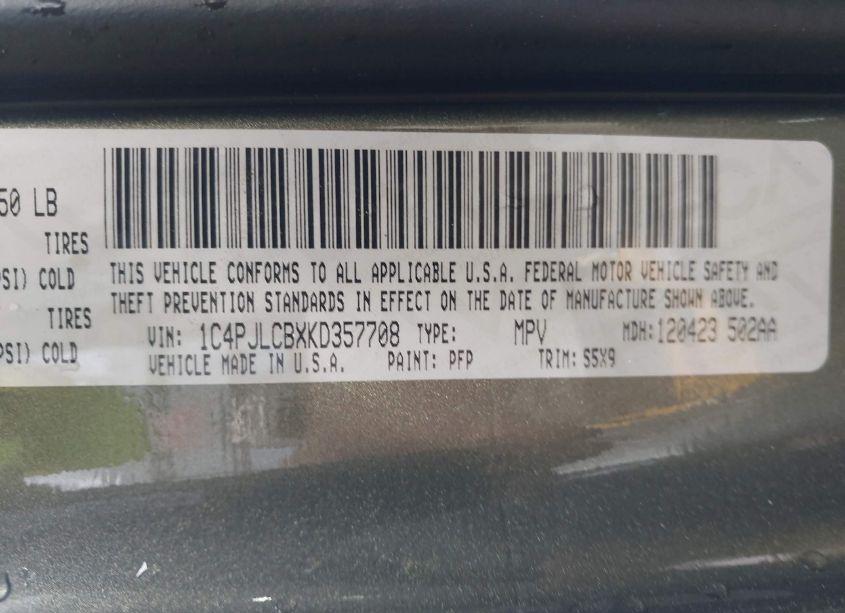 50 LB
TIRES
PSI) COLD
TIRES
PSI) COLD
THIS VEHICLE CONFORMS TO ALL APPLICABLE U.S.A. FEDERAL MOTOR VEHICLE SAFETY AND
THEFT PREVENTION STANDARDS IN EFFECT ON THE DATE OF MANUFACTURE SHOWN ABOVE.
VIN: 1C4PJLCBXKD357708 TYPE: MPV MDH:120423 502AA
VEHICLE MADE IN U.S.A. PAINT: PFP TRIM: S5X9